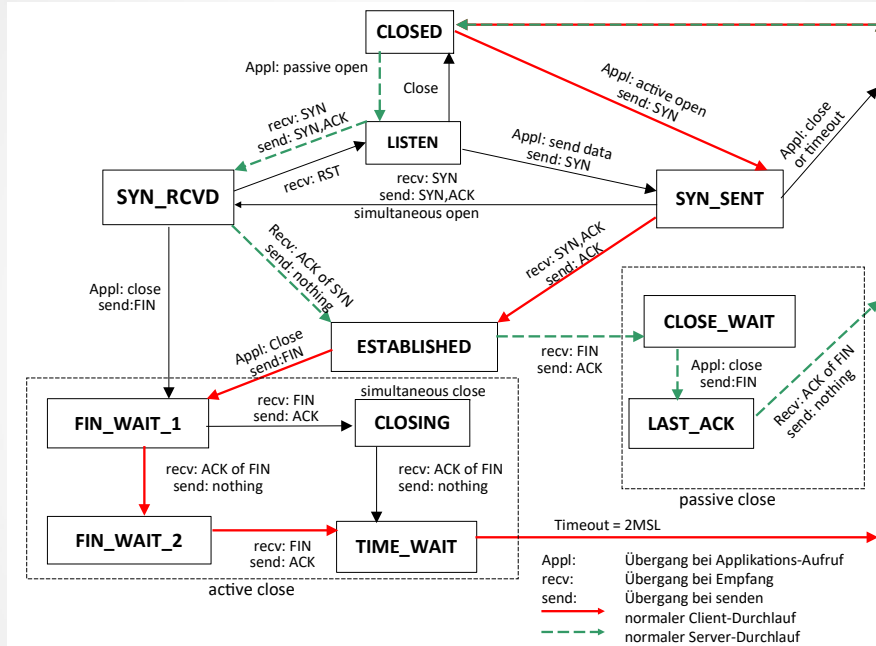 CLOSED
Appl: passive open
Close
Appl: active open
send: SYN
Appl: close
or timeout
recv: SYN
send: SYN,ACK
LISTEN
Appl: send data
send: SYN
recv: RST
SYN_RCVD
recv: SYN
send: SYN,ACK
simultaneous open
SYN_SENT
Recv: ACK of SYN
send: nothing
recv: SYN,ACK
send: ACK
Appl: close
send:FIN
ESTABLISHED
Appl: Close
send:FIN
recv: FIN
send: ACK
CLOSE_WAIT
Appl: close
send:FIN
LAST_ACK
Recv: ACK of FIN
send: nothing
passive close
simultaneous close
FIN_WAIT_1
recv: FIN
send: ACK
CLOSING
recv: ACK of FIN
send: nothing
recv: ACK of FIN
send: nothing
FIN_WAIT_2
recv: FIN
send: ACK
TIME_WAIT
Timeout = 2MSL
active close
Appl: Übergang bei Applikations-Aufruf
recv: Übergang bei Empfang
send: Übergang bei senden
normaler Client-Durchlauf
normaler Server-Durchlauf